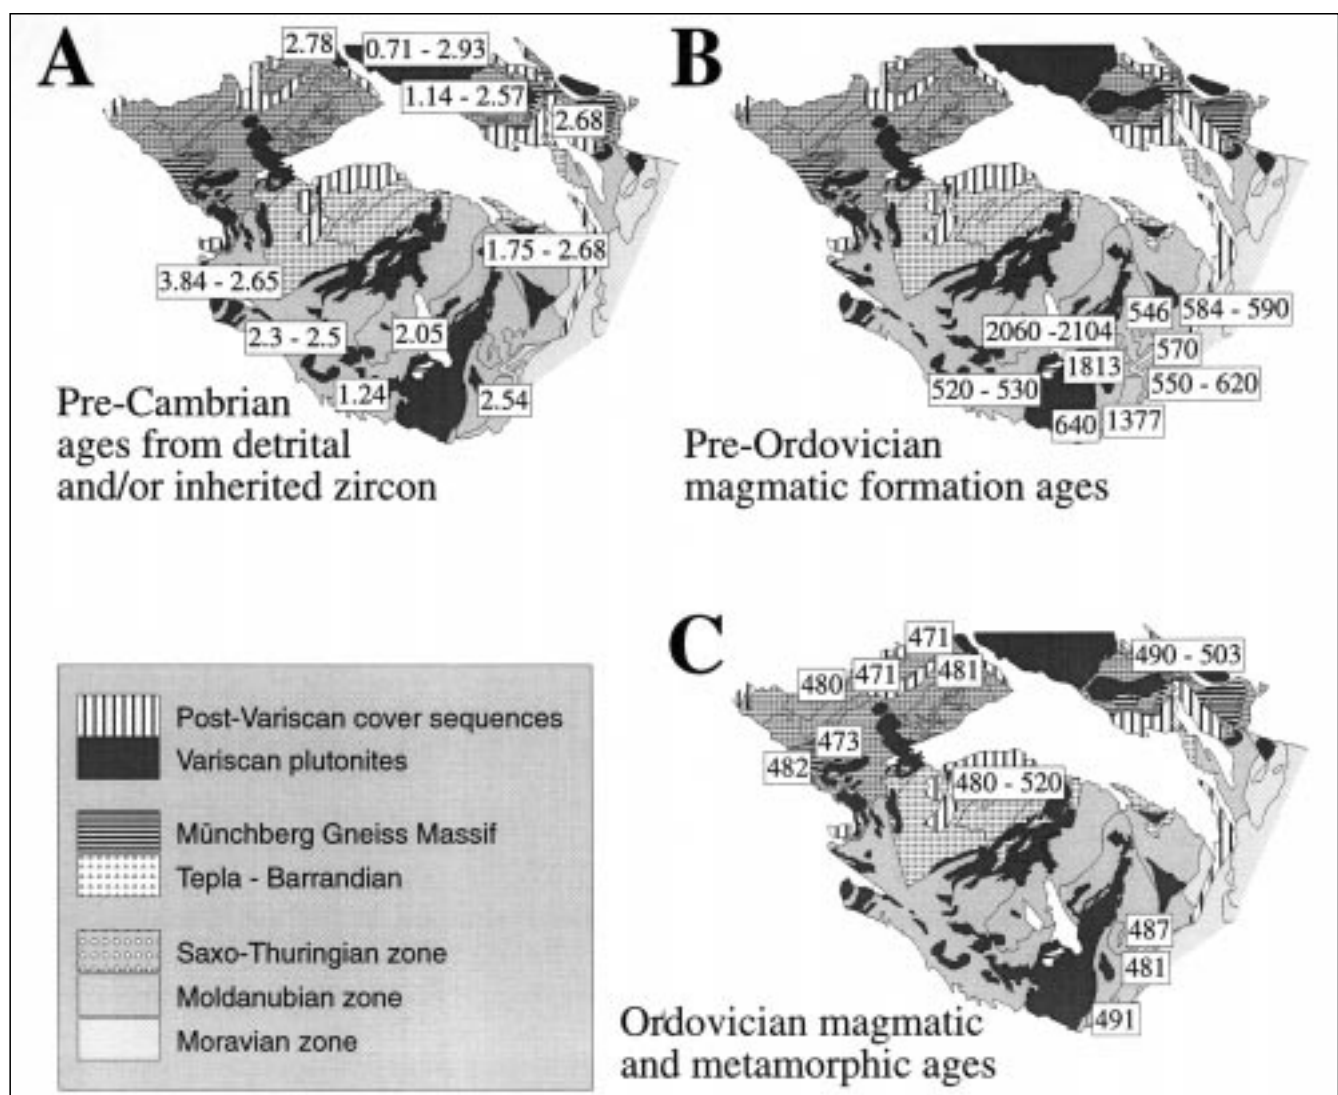 A
2.78
0.71 - 2.93
1.14 - 2.57
2.68
1.75 - 2.68
3.84 - 2.65
2.3 - 2.5
2.05
1.24
2.54
Pre-Cambrian
ages from detrital
and/or inherited zircon
B
546
584 - 590
2060 -2104
570
1813
520 - 530
550 - 620
640
1377
Pre-Ordovician
magmatic formation ages
C
471
490 - 503
471
481
480
473
482
480 - 520
487
481
491
Ordovician magmatic
and metamorphic ages
Post-Variscan cover sequences
Variscan plutonites
Münchberg Gneiss Massif
Tepla - Barrandian
Saxo-Thuringian zone
Moldanubian zone
Moravian zone